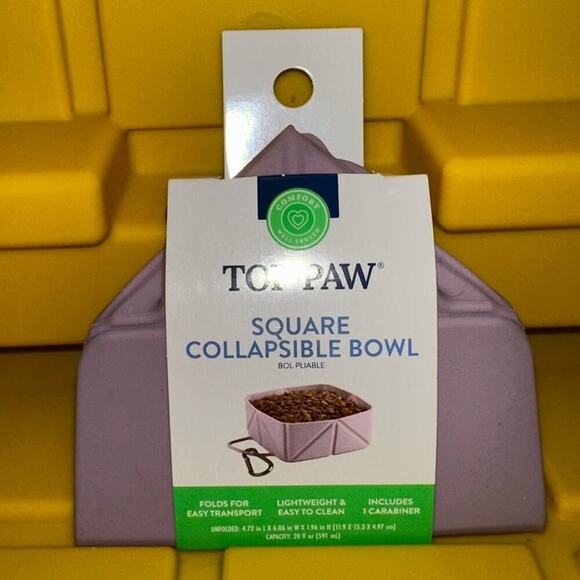 COMFORT
WELL SERVED
TOP PAW®
SQUARE
COLLAPSIBLE BOWL
BOL PLIABLE
FOLDS FOR
EASY TRANSPORT
LIGHTWEIGHT &
EASY TO CLEAN
INCLUDES
1 CARABINER
UNFOLDED: 4.72 in L X 6.06 in W X 1.96 in H (11.9 X 15.3 X 4.97 cm)
CAPACITY: 20 fl oz (591 mL)